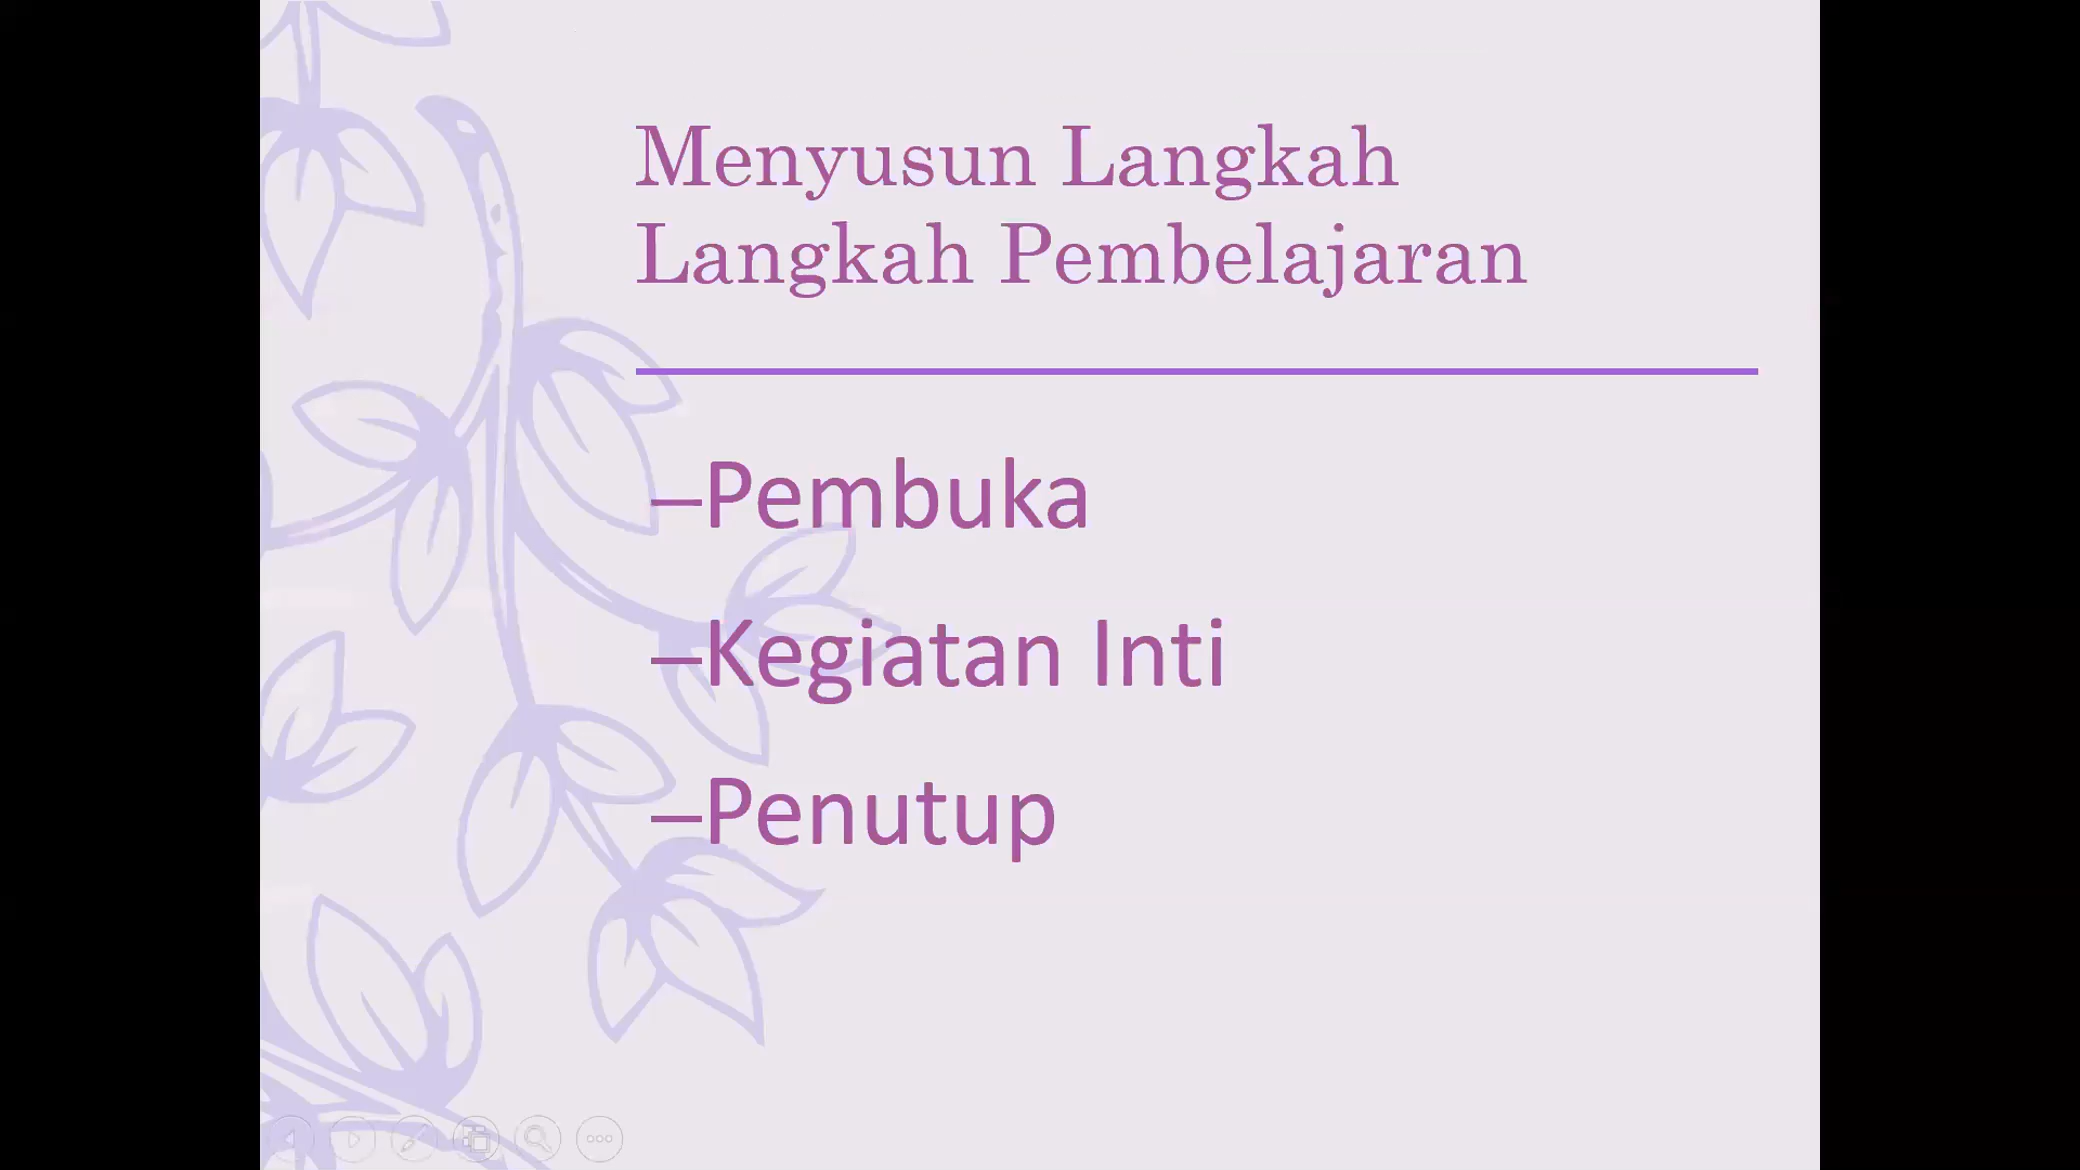 Menyusun Langkah
Langkah Pembelajaran
–Pembuka
–Kegiatan Inti
–Penutup